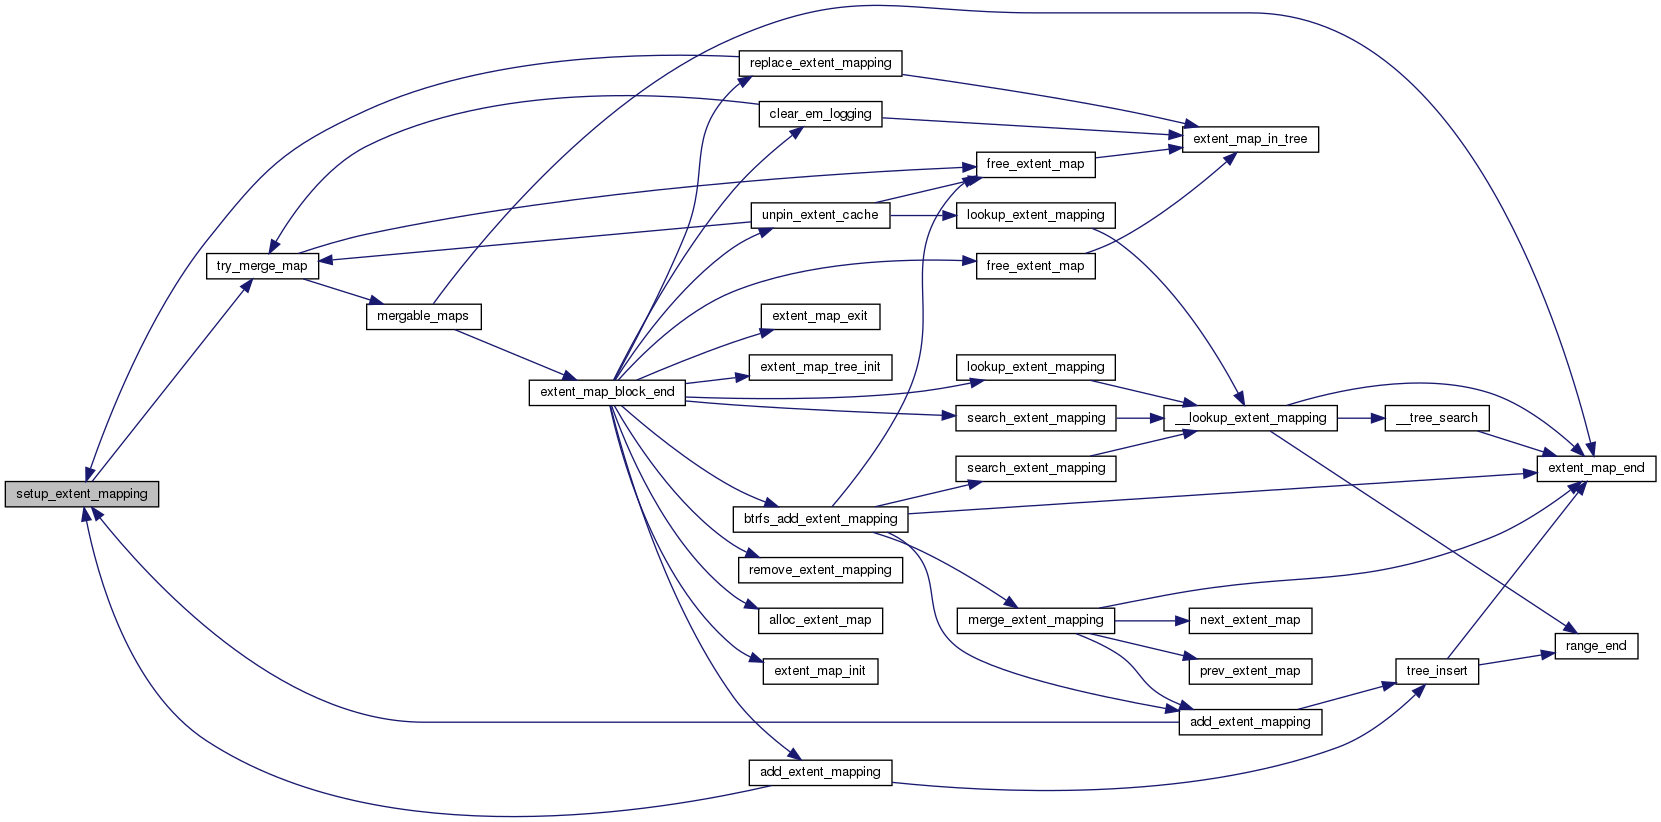 replace_extent_mapping
clear_em_logging
extent_map_in_tree
free_extent_map
unpin_extent_cache
lookup_extent_mapping
try_merge_map
free_extent_map
mergable_maps
extent_map_exit
extent_map_tree_init
lookup_extent_mapping
extent_map_block_end
search_extent_mapping
__lookup_extent_mapping
__tree_search
search_extent_mapping
extent_map_end
setup_extent_mapping
btrfs_add_extent_mapping
remove_extent_mapping
alloc_extent_map
merge_extent_mapping
next_extent_map
range_end
extent_map_init
prev_extent_map
tree_insert
add_extent_mapping
add_extent_mapping